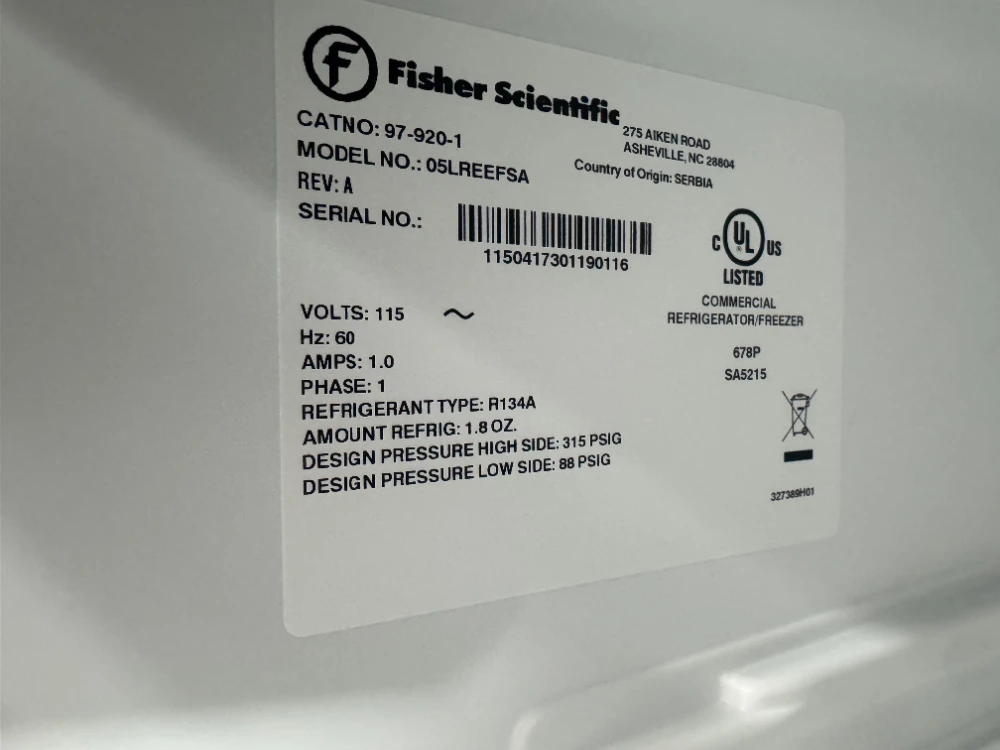 Fisher Scientific
275 AIKEN ROAD
ASHEVILLE, NC 28804
Country of Origin: SERBIA
CATNO: 97-920-1
MODEL NO.: 05LREEFSA
REV: A
SERIAL NO.:
1150417301190116
C UL US
®
LISTED
COMMERCIAL
REFRIGERATOR/FREEZER
678P
SA5215
VOLTS: 115 ~
Hz: 60
AMPS: 1.0
PHASE: 1
REFRIGERANT TYPE: R134A
AMOUNT REFRIG: 1.8 OZ.
DESIGN PRESSURE HIGH SIDE: 315 PSIG
DESIGN PRESSURE LOW SIDE: 88 PSIG
327389H01